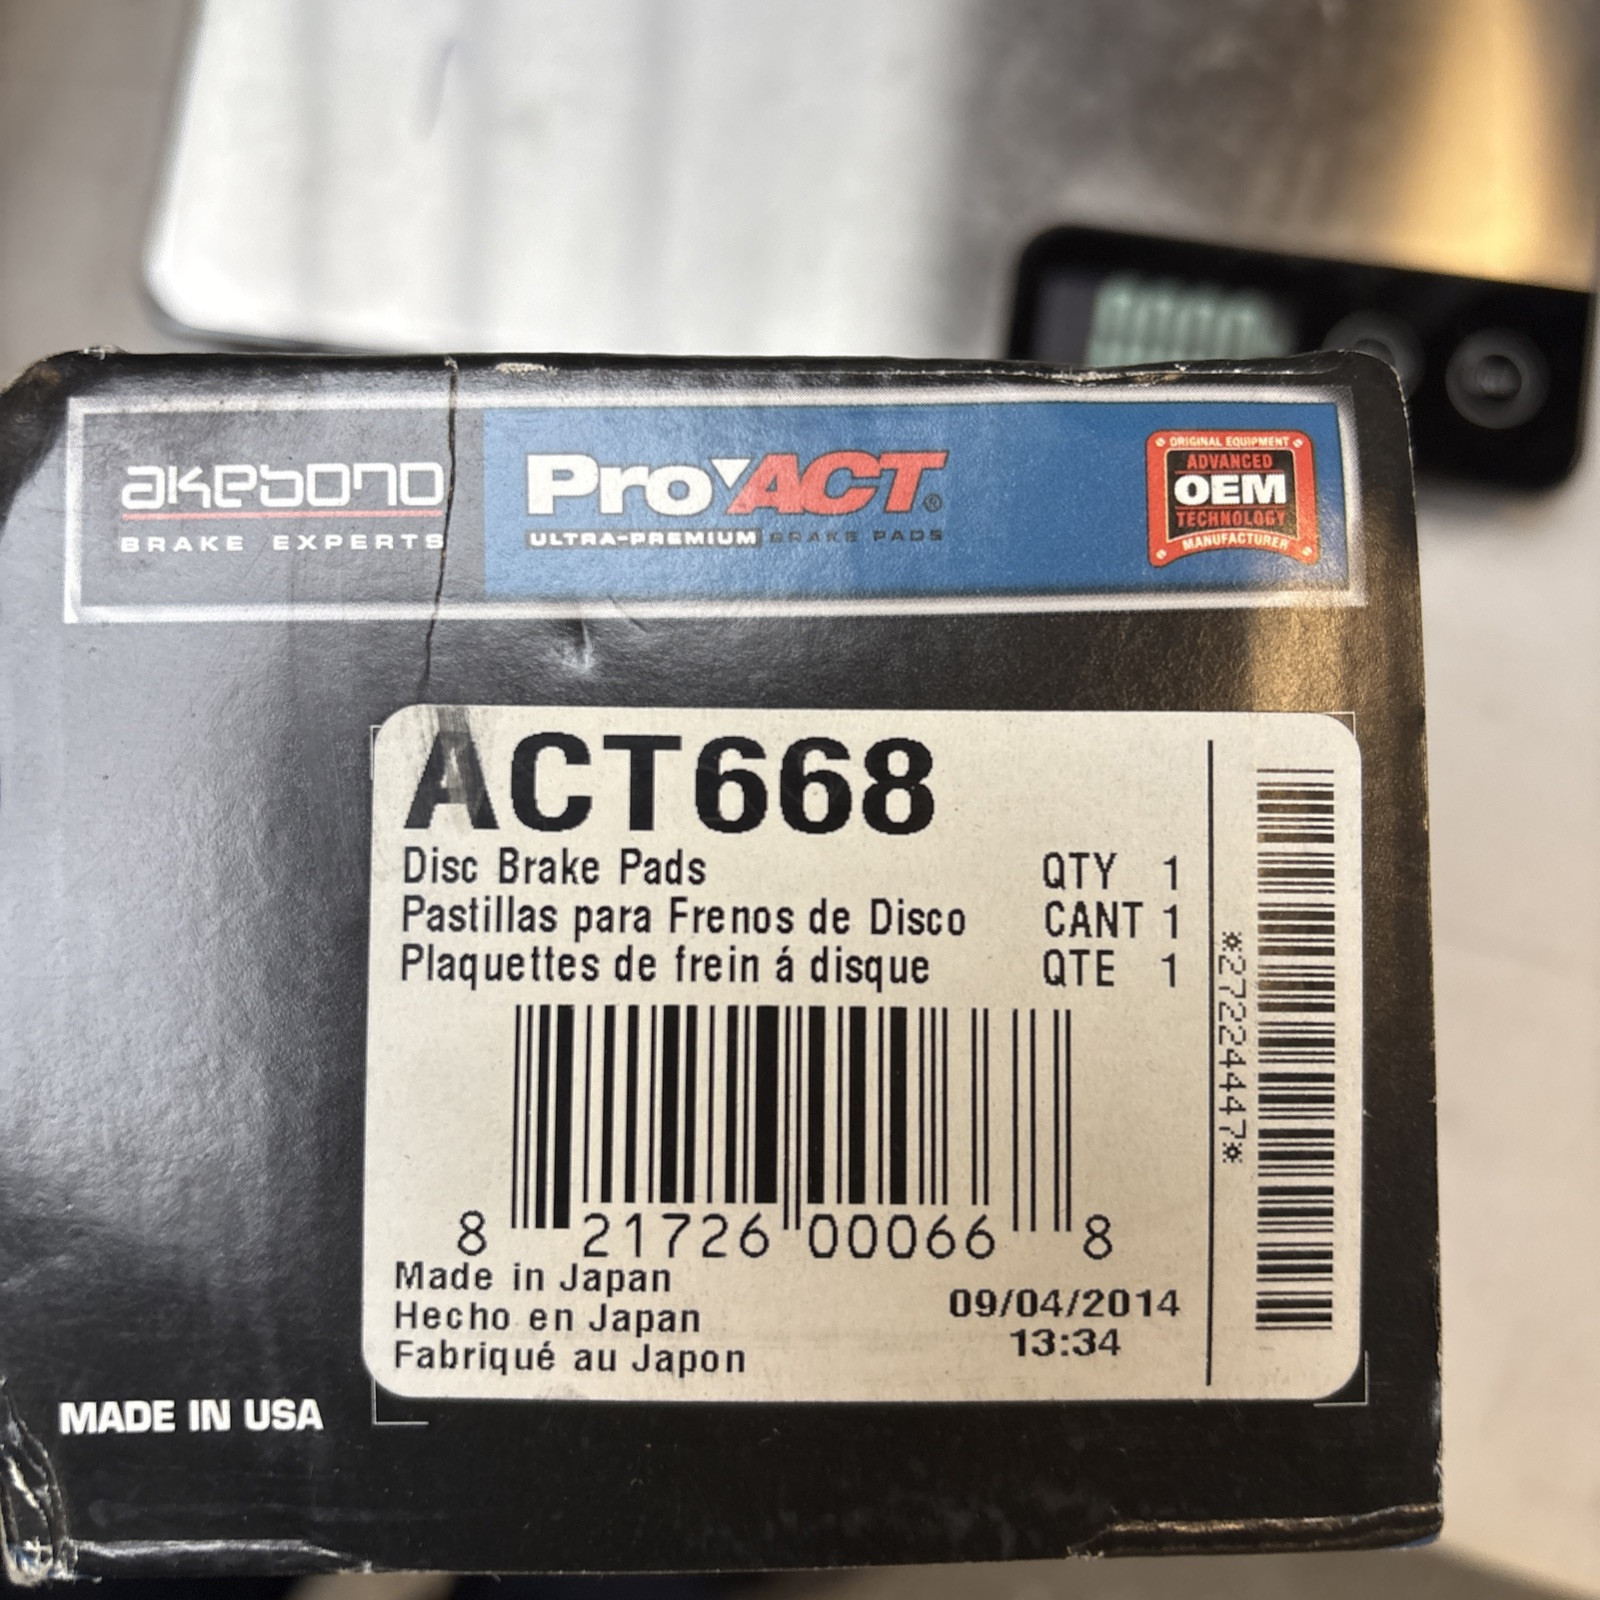 akebono
BRAKE EXPERTS
ProACT®
ULTRA-PREMIUM BRAKE PADS
ORIGINAL EQUIPMENT
ADVANCED
OEM
TECHNOLOGY
MANUFACTURER
ACT668
Disc Brake Pads QTY 1
Pastillas para Frenos de Disco CANT 1
Plaquettes de frein á disque QTE 1
8 21726 00066 8
Made in Japan
Hecho en Japan
Fabriqué au Japon
09/04/2014
13:34
*27224447*
MADE IN USA